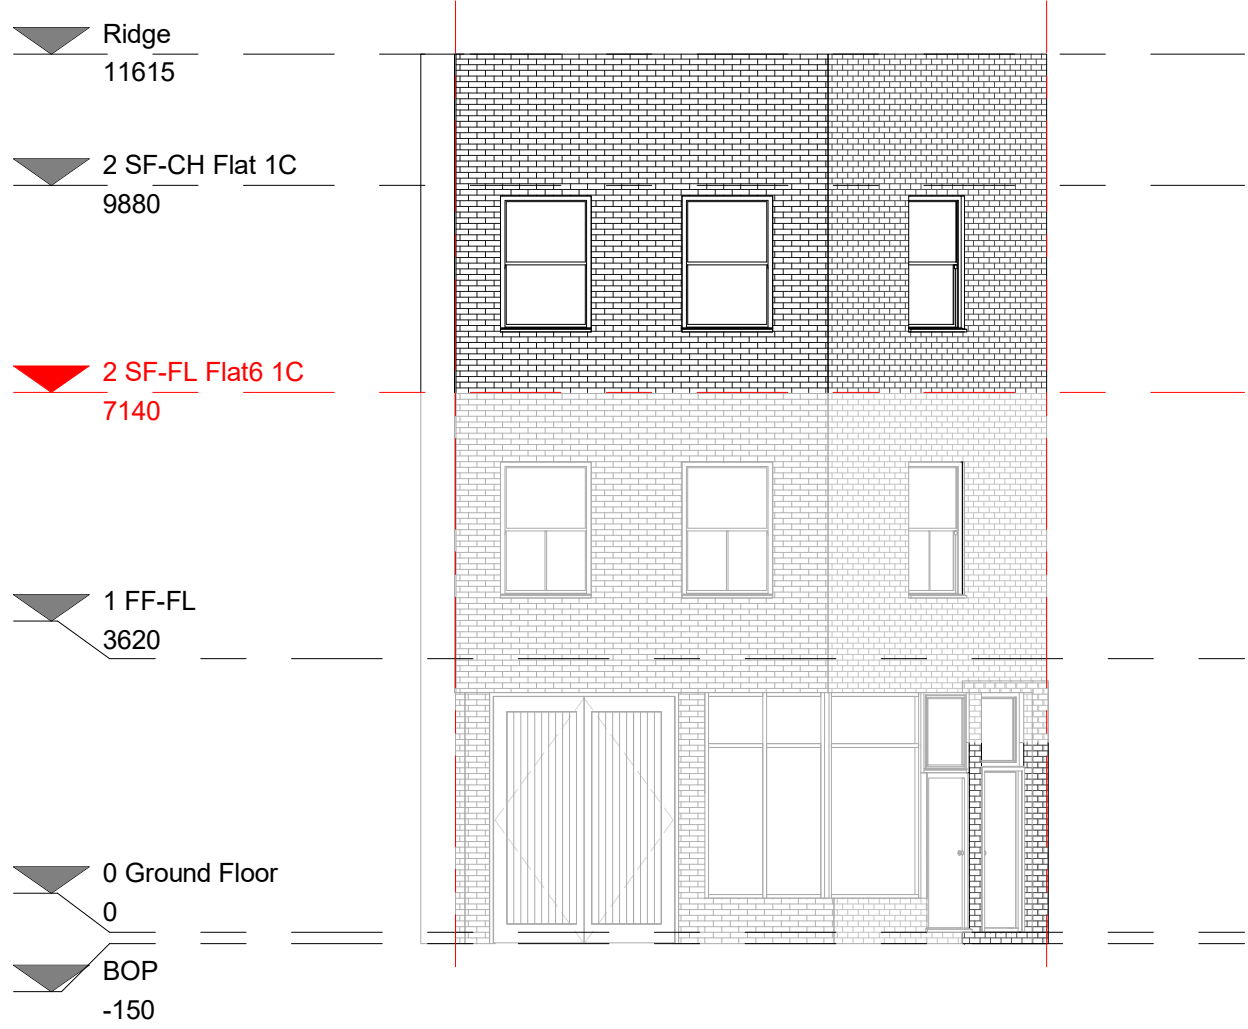 Ridge
11615
2 SF-CH Flat 1C
9880
2 SF-FL Flat6 1C
7140
1 FF-FL
3620
0 Ground Floor
0
BOP
-150